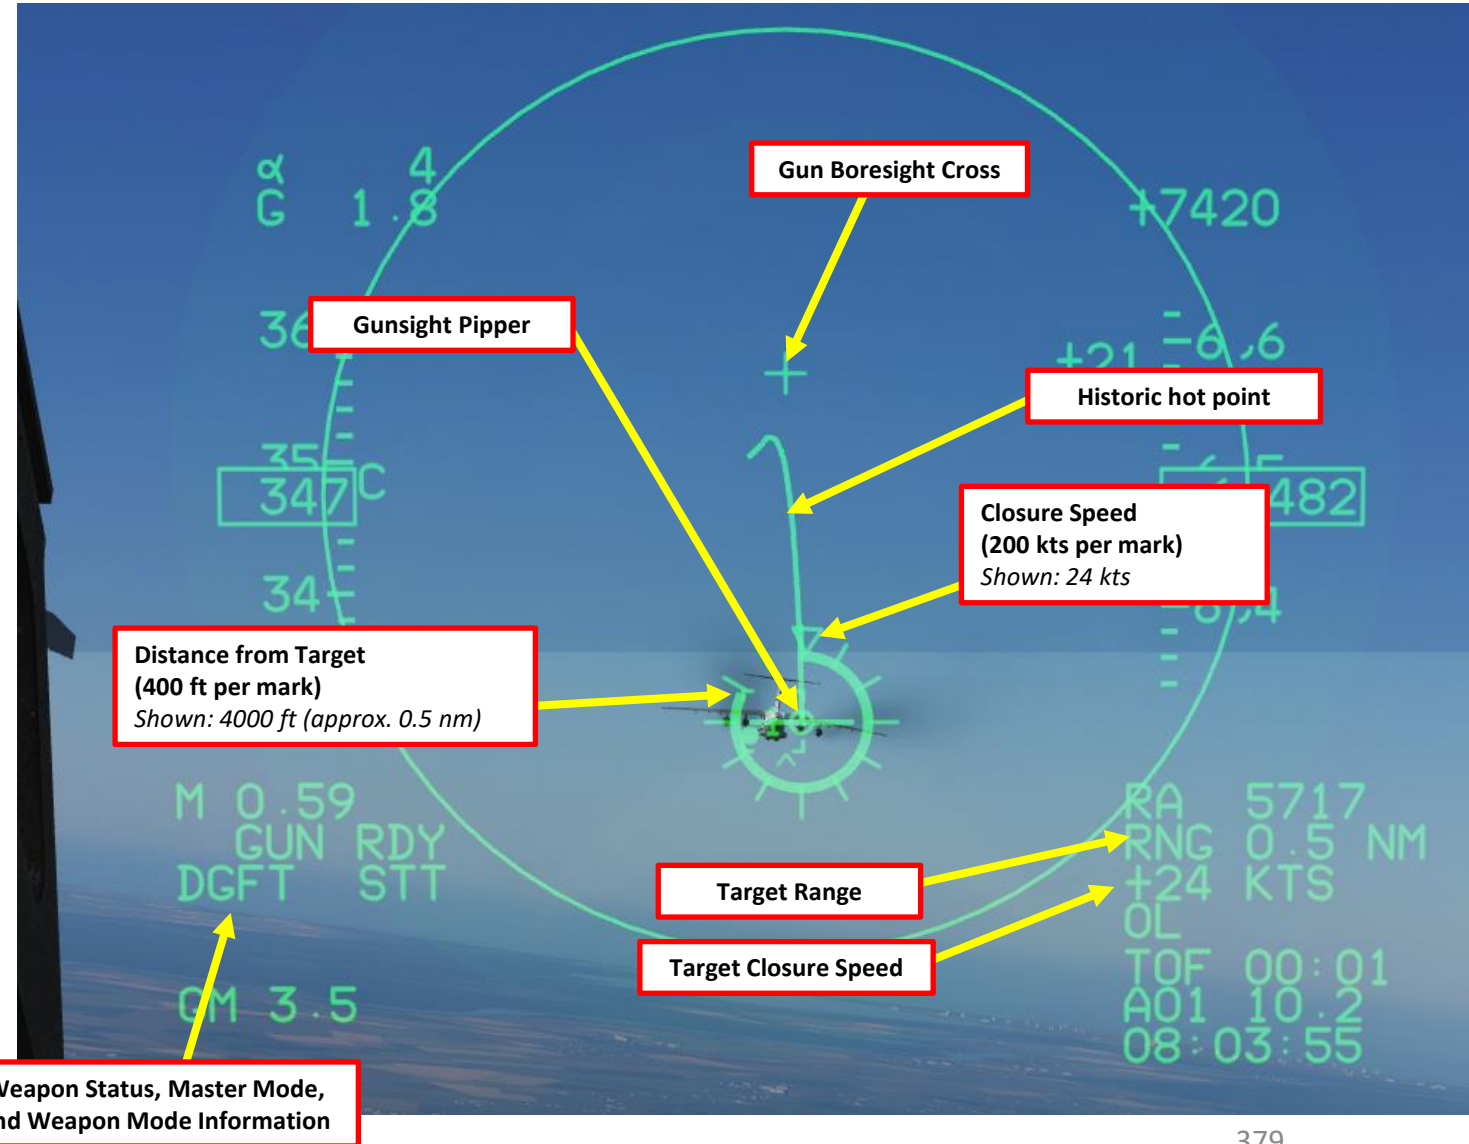 α 4
G 1.8
+7420
Gun Boresight Cross
Gunsight Pipper
36
-6,6
+21
Historic hot point
35
C
347
482
Closure Speed
(200 kts per mark)
Shown: 24 kts
34
Distance from Target
(400 ft per mark)
Shown: 4000 ft (approx. 0.5 nm)
M 0.59
GUN RDY
DGFT STT
RA 5717
RNG 0.5 NM
+24 KTS
OL
TOF 00:01
A01 10.2
08:03:55
Target Range
Target Closure Speed
GM 3.5
Weapon Status, Master Mode,
and Weapon Mode Information
379